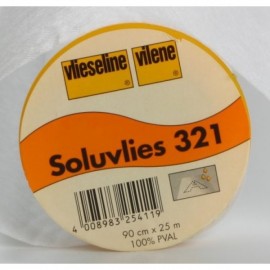 vlieseline vilene
Soluvlies 321
4 008983 254119
90 cm x 25 m
100% PVAL